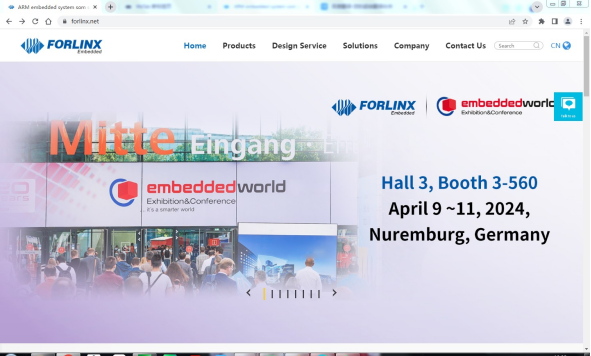 ARM embedded system som
forlinx.net
FORLINX
Embedded
Home Products Design Service Solutions Company Contact Us Search CN
FORLINX
Embedded
embeddedworld
Exhibition&Conference
Mitte Eingang
embeddedworld
Exhibition&Conference
it's a smarter world
Hall 3, Booth 3-560
April 9 ~11, 2024,
Nuremburg, Germany